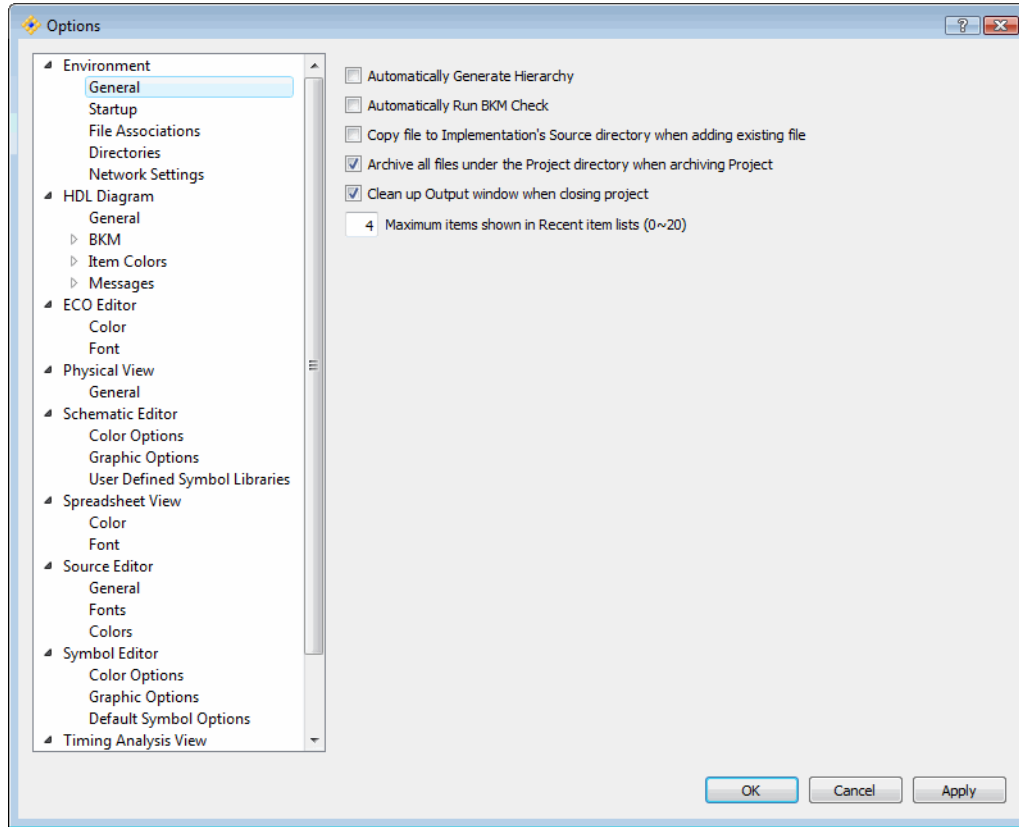 Options
Environment
General
Startup
File Associations
Directories
Network Settings
HDL Diagram
General
BKM
Item Colors
Messages
ECO Editor
Color
Font
Physical View
General
Schematic Editor
Color Options
Graphic Options
User Defined Symbol Libraries
Spreadsheet View
Color
Font
Source Editor
General
Fonts
Colors
Symbol Editor
Color Options
Graphic Options
Default Symbol Options
Timing Analysis View
Automatically Generate Hierarchy
Automatically Run BKM Check
Copy file to Implementation's Source directory when adding existing file
Archive all files under the Project directory when archiving Project
Clean up Output window when closing project
4 Maximum items shown in Recent item lists (0~20)
OK Cancel Apply